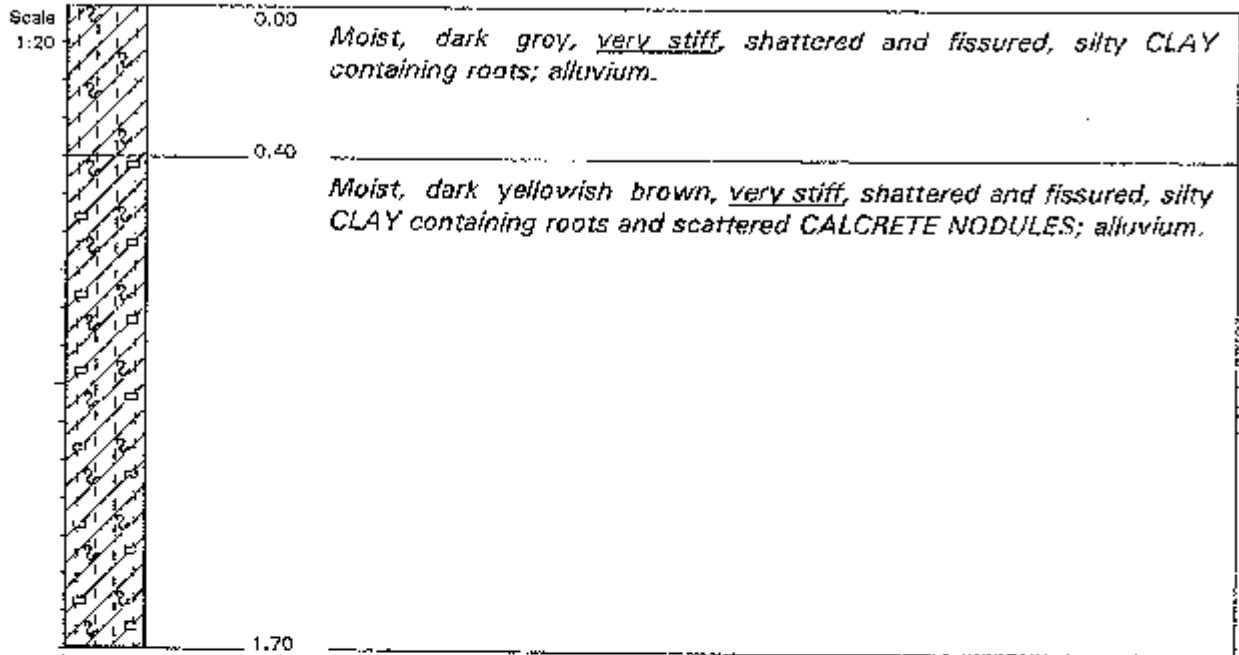 Scale
1:20
0.00
Moist, dark grey, very stiff, shattered and fissured, silty CLAY
containing roots; alluvium.
0.40
Moist, dark yellowish brown, very stiff, shattered and fissured, silty
CLAY containing roots and scattered CALCRETE NODULES; alluvium.
1.70